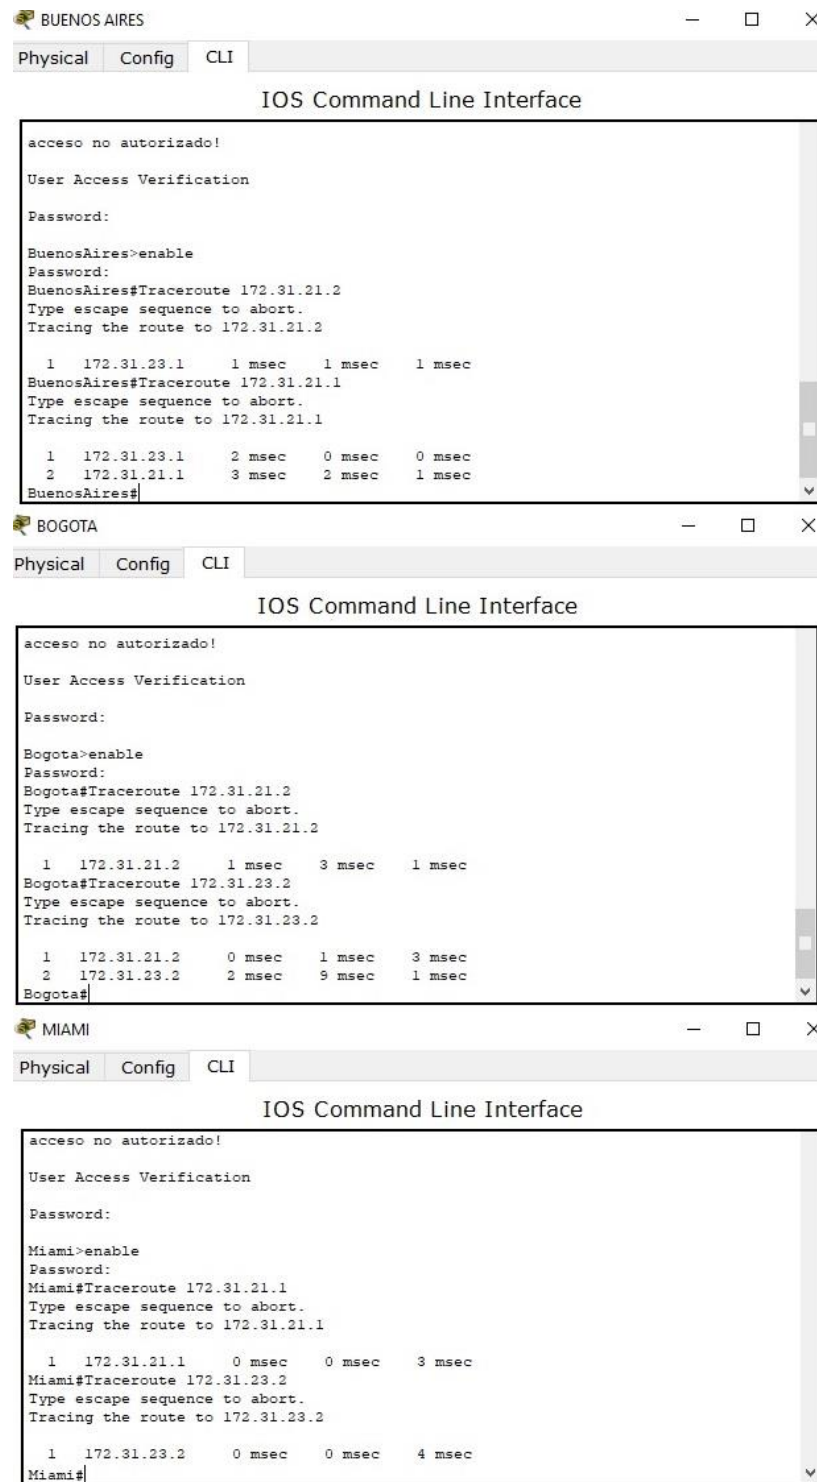 BUENOS AIRES
Physical Config CLI
IOS Command Line Interface
acceso no autorizado!
User Access Verification
Password:
BuenosAires>enable
Password:
BuenosAires#Traceroute 172.31.21.2
Type escape sequence to abort.
Tracing the route to 172.31.21.2
1 172.31.23.1 1 msec 1 msec 1 msec
BuenosAires#Traceroute 172.31.21.1
Type escape sequence to abort.
Tracing the route to 172.31.21.1
1 172.31.23.1 2 msec 0 msec 0 msec
2 172.31.21.1 3 msec 2 msec 1 msec
BuenosAires#
BOGOTA
Physical Config CLI
IOS Command Line Interface
acceso no autorizado!
User Access Verification
Password:
Bogota>enable
Password:
Bogota#Traceroute 172.31.21.2
Type escape sequence to abort.
Tracing the route to 172.31.21.2
1 172.31.21.2 1 msec 3 msec 1 msec
Bogota#Traceroute 172.31.23.2
Type escape sequence to abort.
Tracing the route to 172.31.23.2
1 172.31.21.2 0 msec 1 msec 3 msec
2 172.31.23.2 2 msec 9 msec 1 msec
Bogota#
MIAMI
Physical Config CLI
IOS Command Line Interface
acceso no autorizado!
User Access Verification
Password:
Miami>enable
Password:
Miami#Traceroute 172.31.21.1
Type escape sequence to abort.
Tracing the route to 172.31.21.1
1 172.31.21.1 0 msec 0 msec 3 msec
Miami#Traceroute 172.31.23.2
Type escape sequence to abort.
Tracing the route to 172.31.23.2
1 172.31.23.2 0 msec 0 msec 4 msec
Miami#